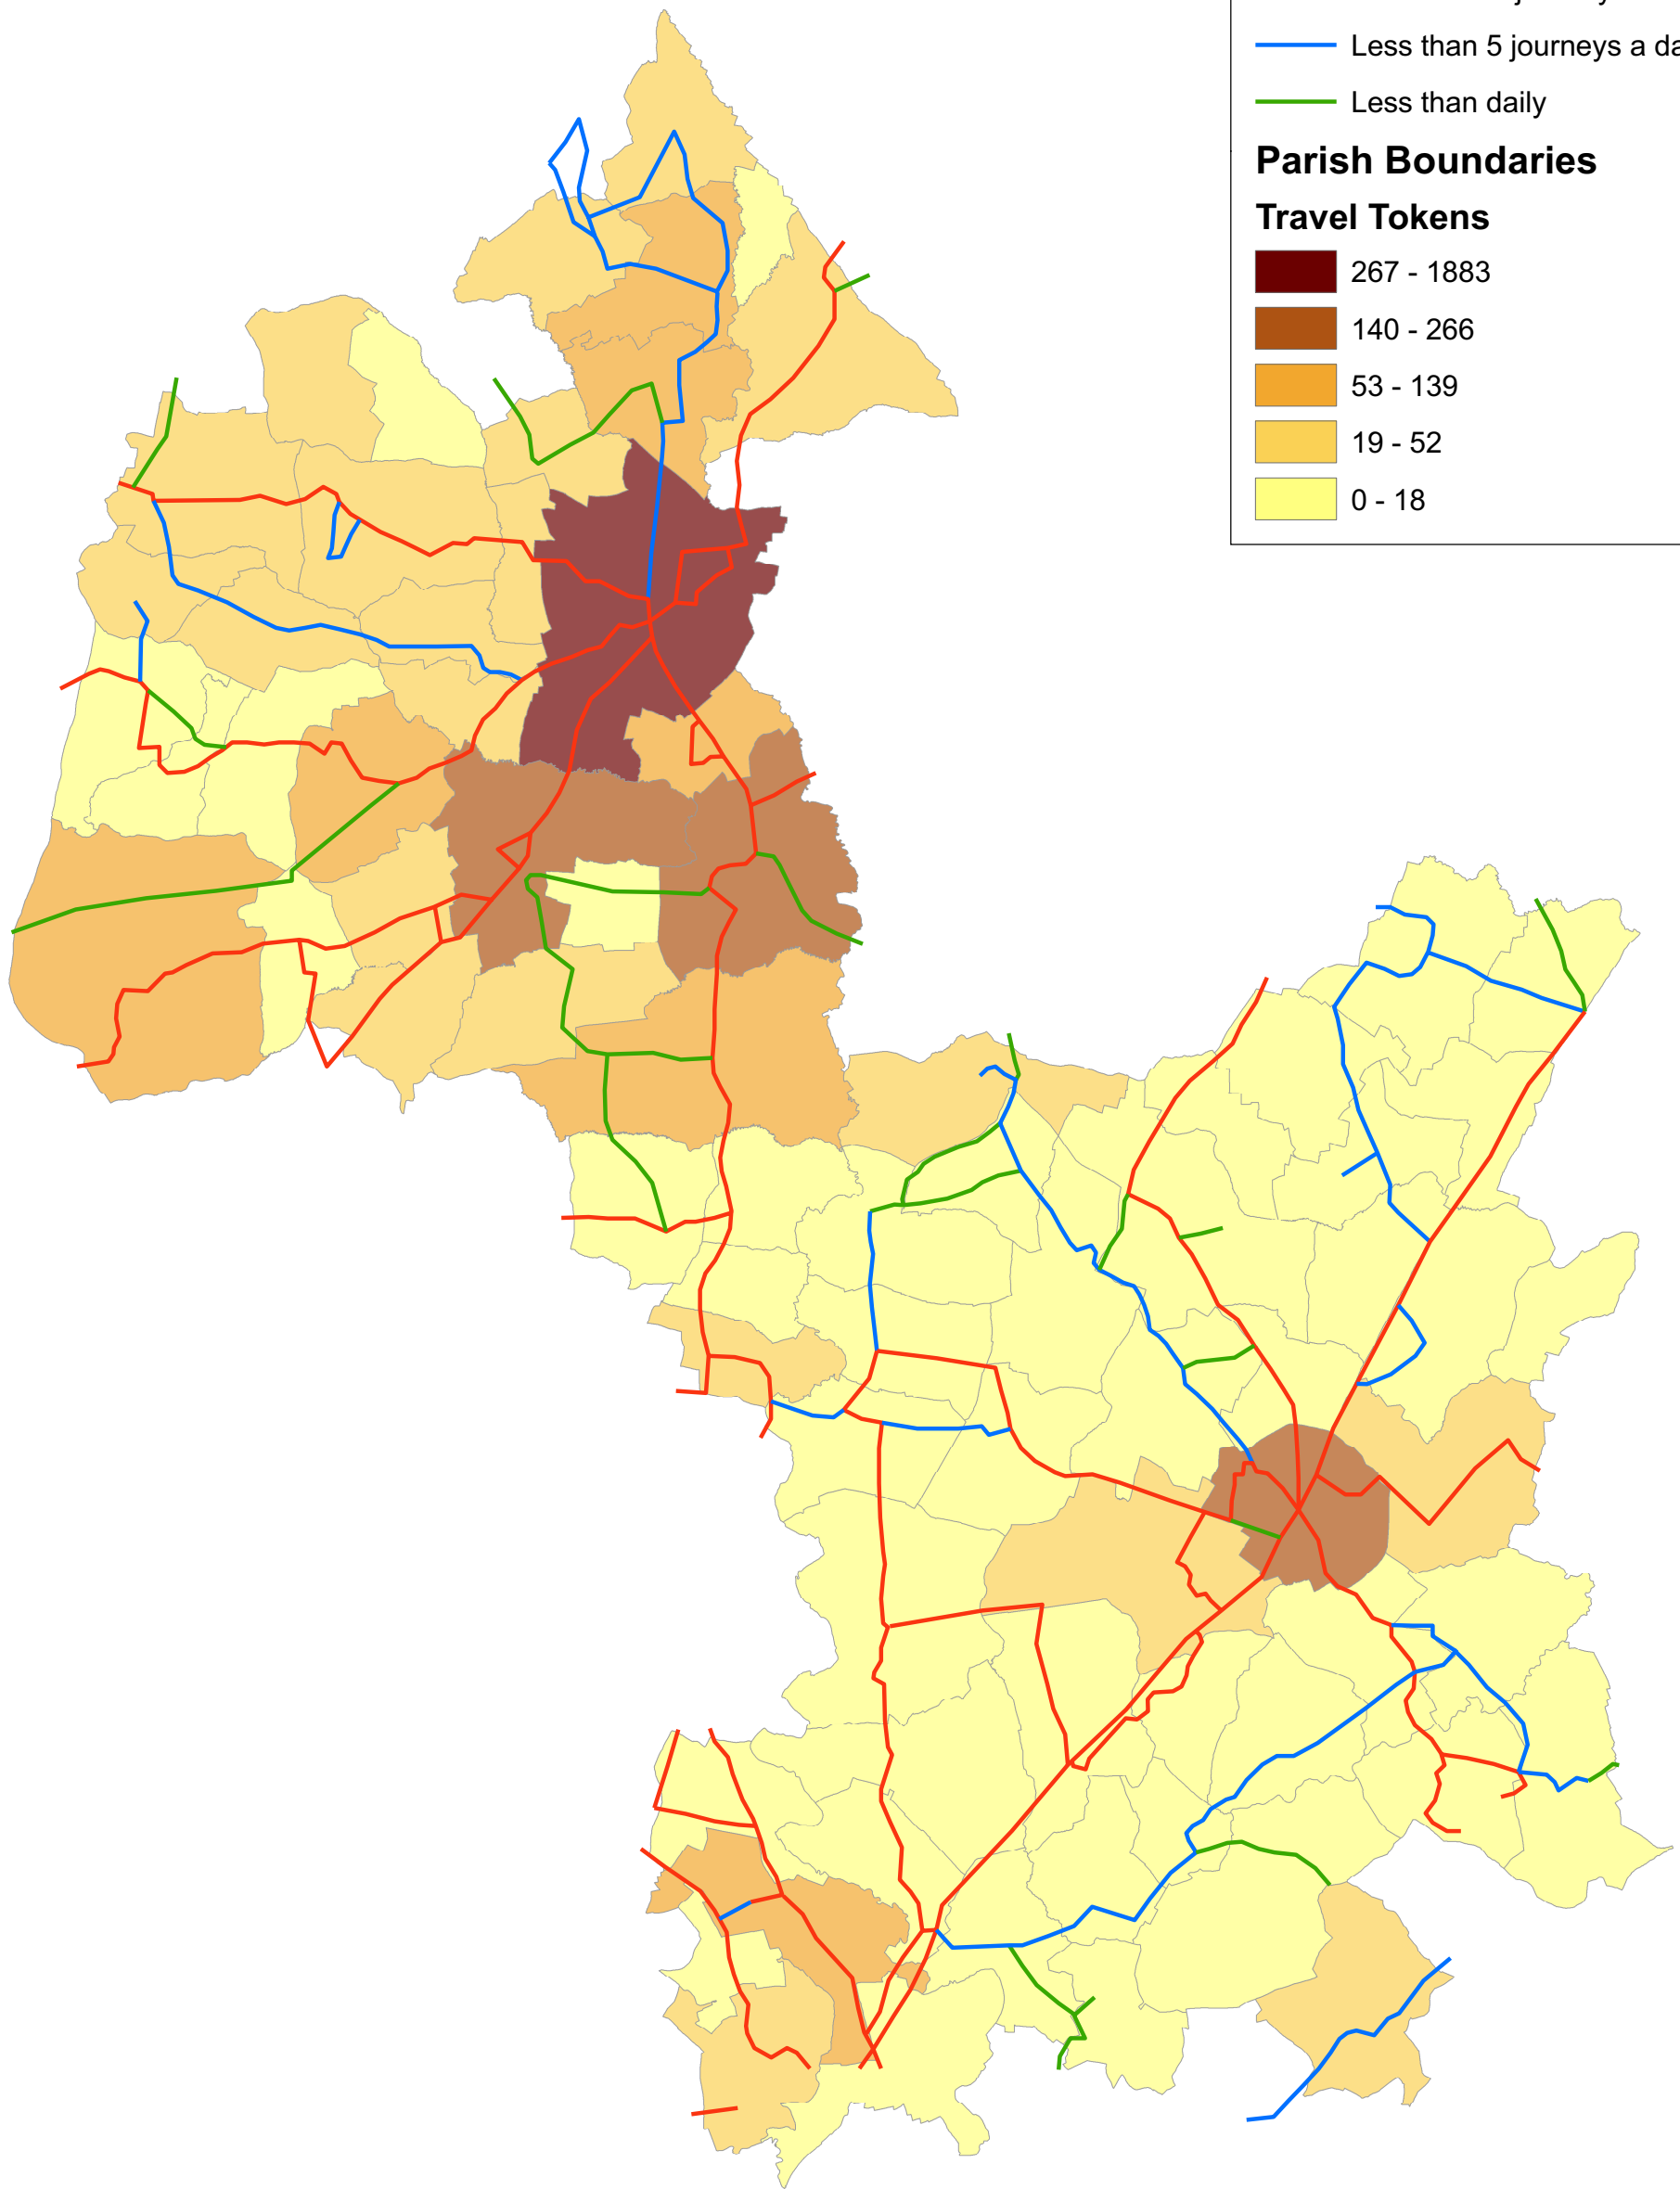 Less than 5 journeys a
Less than daily
Parish Boundaries
Travel Tokens
267 - 1883
140 - 266
53 - 139
19 - 52
0 - 18